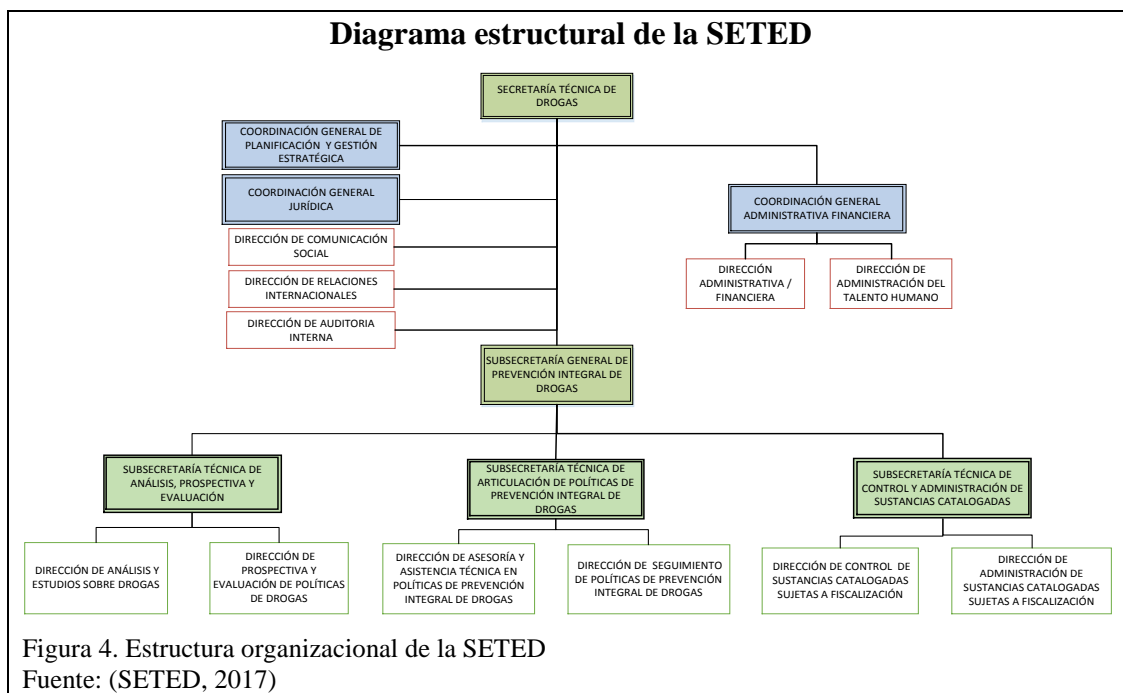 Diagrama estructural de la SETED
SECRETARÍA TÉCNICA DE
DROGAS
COORDINACIÓN GENERAL DE
PLANIFICACIÓN Y GESTIÓN
ESTRATÉGICA
COORDINACIÓN GENERAL
JURÍDICA
COORDINACIÓN GENERAL
ADMINISTRATIVA FINANCIERA
DIRECCIÓN DE COMUNICACIÓN
SOCIAL
DIRECCIÓN DE RELACIONES
INTERNACIONALES
DIRECCIÓN DE AUDITORIA
INTERNA
DIRECCIÓN
ADMINISTRATIVA /
FINANCIERA
DIRECCIÓN DE
ADMINISTRACIÓN DEL
TALENTO HUMANO
SUBSECRETARÍA GENERAL DE
PREVENCIÓN INTEGRAL DE
DROGAS
SUBSECRETARÍA TÉCNICA DE
ANÁLISIS, PROSPECTIVA Y
EVALUACIÓN
SUBSECRETARÍA TÉCNICA DE
ARTICULACIÓN DE POLÍTICAS DE
PREVENCIÓN INTEGRAL DE
DROGAS
SUBSECRETARÍA TÉCNICA DE
CONTROL Y ADMINISTRACIÓN DE
SUSTANCIAS CATALOGADAS
DIRECCIÓN DE ANÁLISIS Y
ESTUDIOS SOBRE DROGAS
DIRECCIÓN DE
PROSPECTIVA Y
EVALUACIÓN DE POLÍTICAS
DE DROGAS
DIRECCIÓN DE ASESORÍA Y
ASISTENCIA TÉCNICA EN
POLÍTICAS DE PREVENCIÓN
INTEGRAL DE DROGAS
DIRECCIÓN DE SEGUIMIENTO
DE POLÍTICAS DE PREVENCIÓN
INTEGRAL DE DROGAS
DIRECCIÓN DE CONTROL DE
SUSTANCIAS CATALOGADAS
SUJETAS A FISCALIZACIÓN
DIRECCIÓN DE
ADMINISTRACIÓN DE
SUSTANCIAS CATALOGADAS
SUJETAS A FISCALIZACIÓN
Figura 4. Estructura organizacional de la SETED
Fuente: (SETED, 2017)